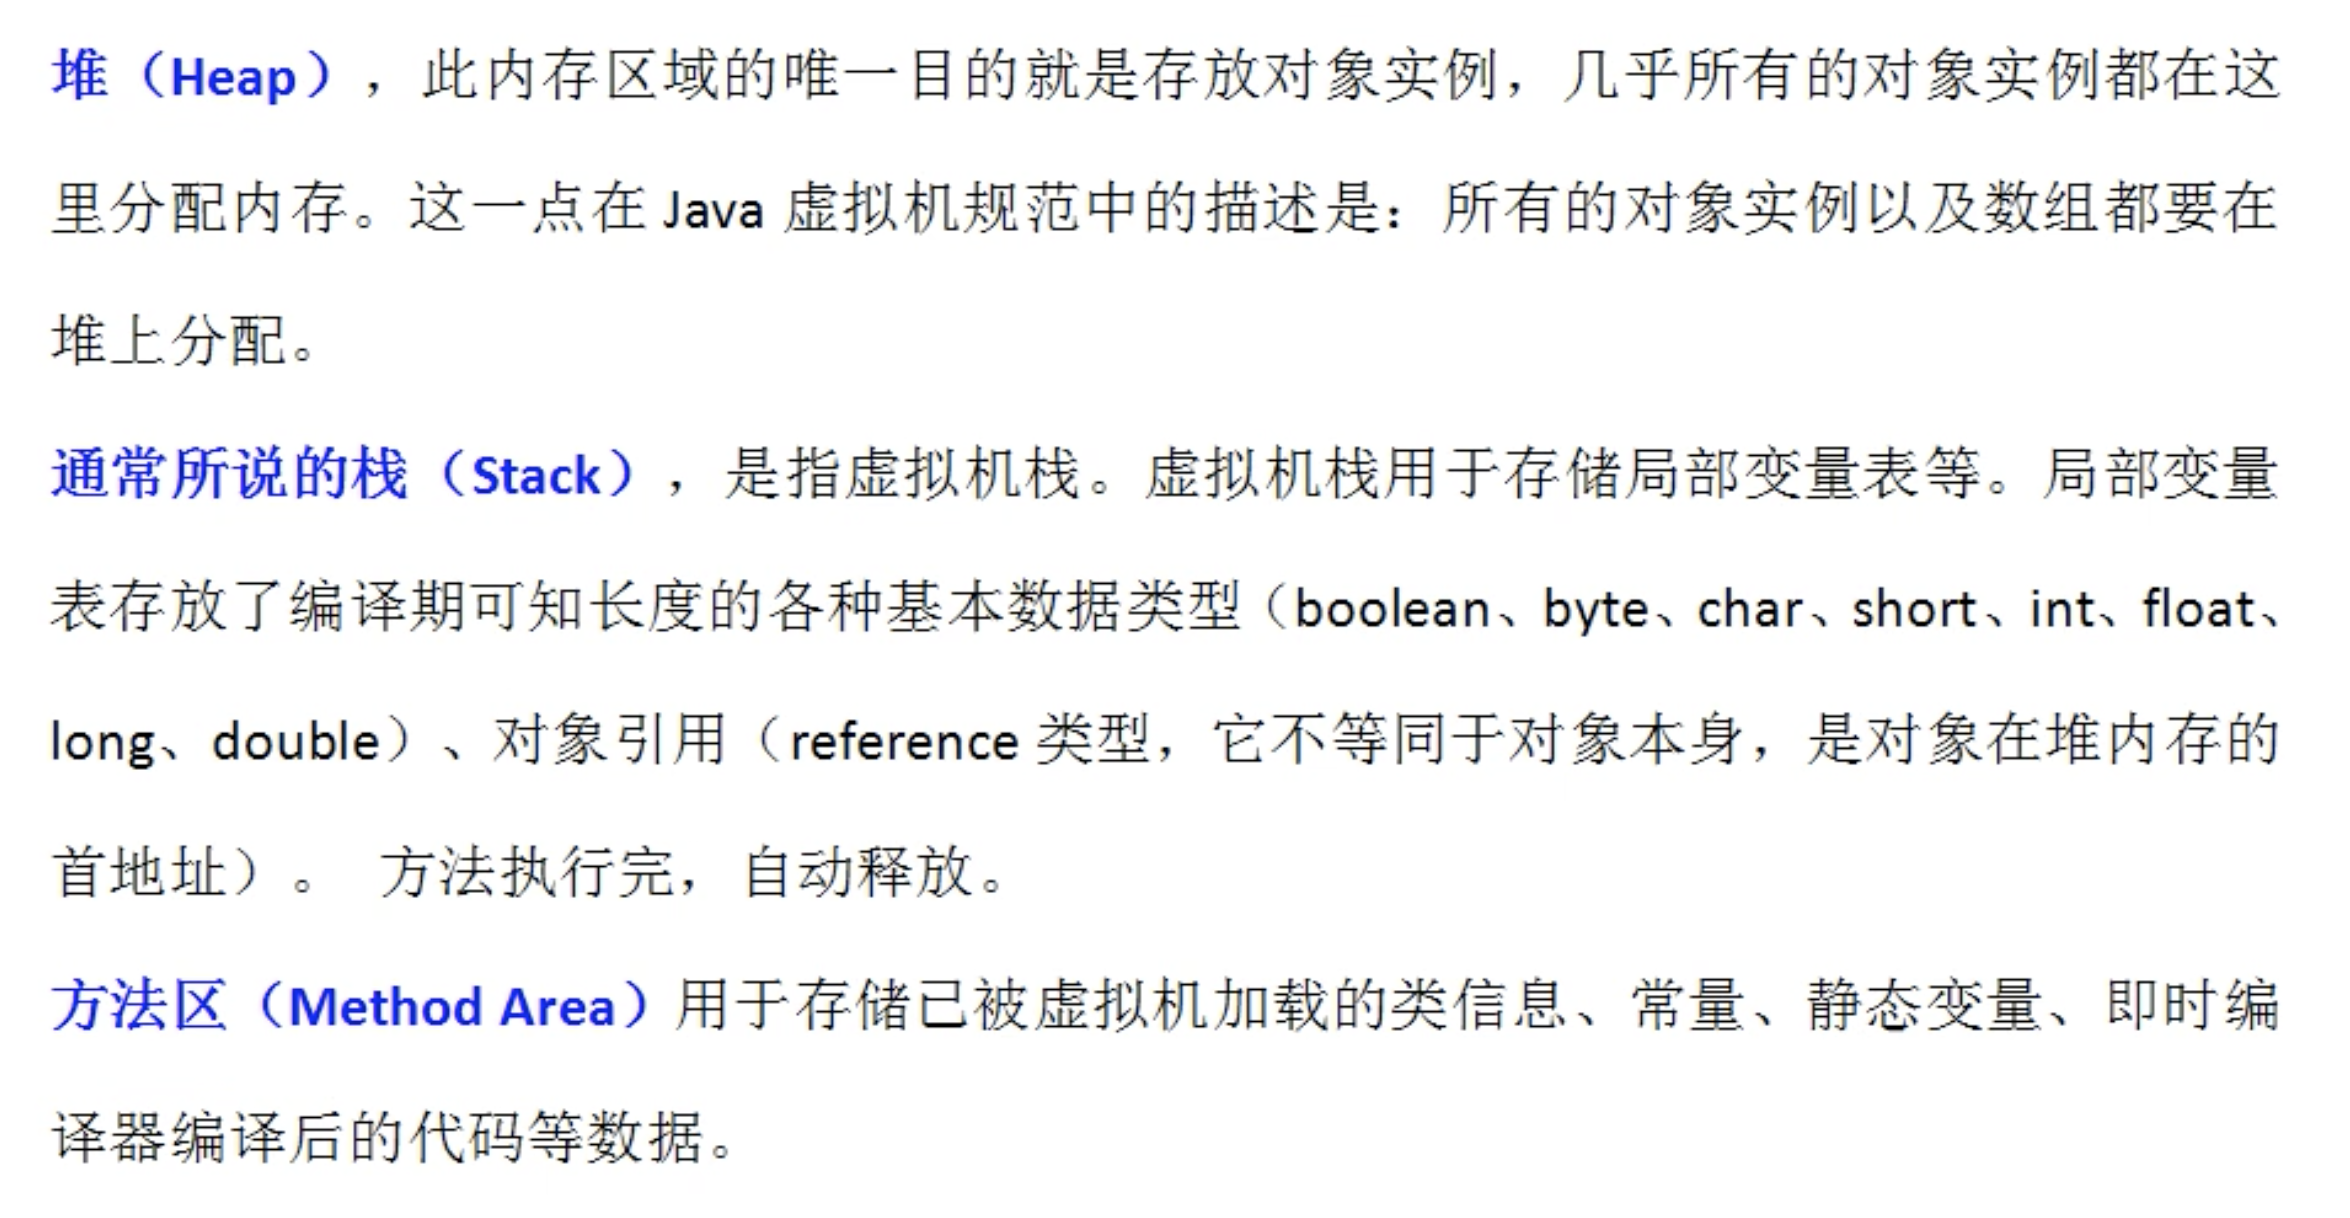 堆（Heap），此内存区域的唯一目的就是存放对象实例，几乎所有的对象实例都在这
里分配内存。这一点在 Java 虚拟机规范中的描述是：所有的对象实例以及数组都要在
堆上分配。
通常所说的栈（Stack），是指虚拟机栈。虚拟机栈用于存储局部变量表等。局部变量
表存放了编译期可知长度的各种基本数据类型（boolean、byte、char、short、int、float、
long、double）、对象引用（reference 类型，它不等同于对象本身，是对象在堆内存的
首地址）。 方法执行完，自动释放。
方法区（Method Area）用于存储已被虚拟机加载的类信息、常量、静态变量、即时编
译器编译后的代码等数据。